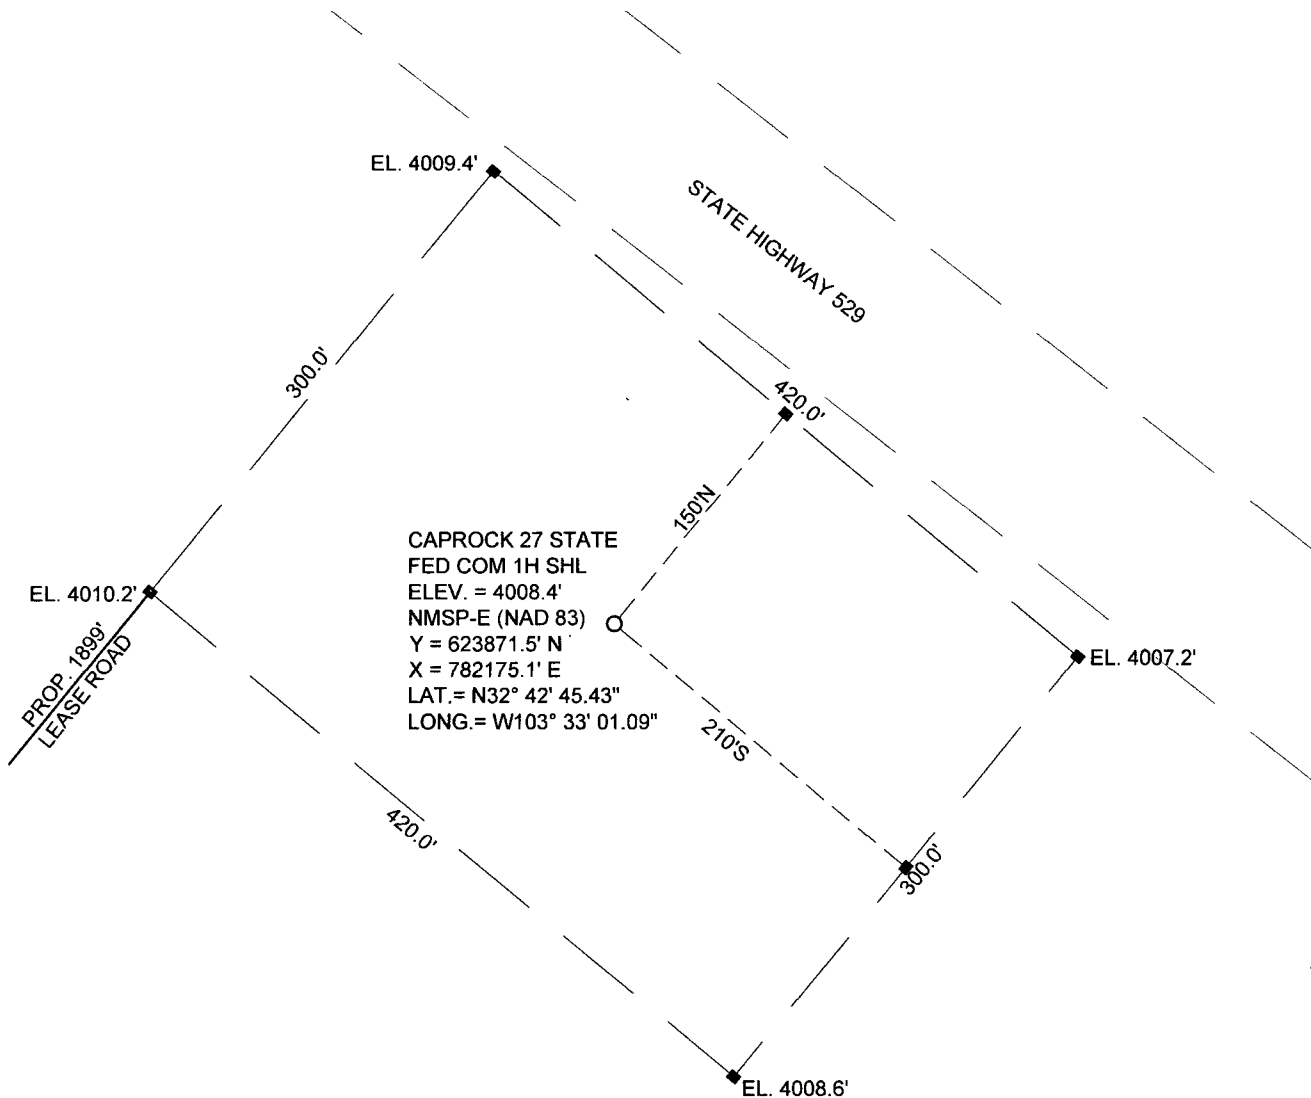 EL. 4009.4'
STATE HIGHWAY 529
300.0'
420.0'
150'N
CAPROCK 27 STATE
FED COM 1H SHL
ELEV. = 4008.4'
NMSP-E (NAD 83)
Y = 623871.5' N
X = 782175.1' E
LAT.= N32° 42' 45.43"
LONG.= W103° 33' 01.09"
EL. 4010.2'
PROP. 1899'
LEASE ROAD
EL. 4007.2'
210'S
420.0'
300.0'
EL. 4008.6'